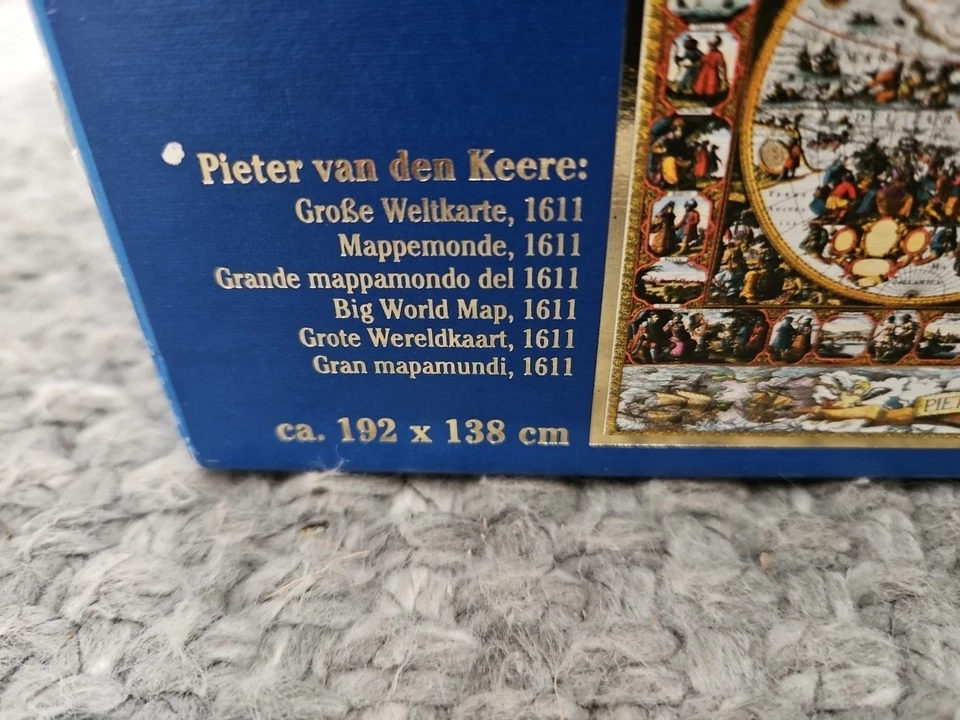 Pieter van den Keere:
Große Weltkarte, 1611
Mappemonde, 1611
Grande mappamondo del 1611
Big World Map, 1611
Grote Wereldkaart, 1611
Gran mapamundi, 1611
ca. 192 x 138 cm
PIET